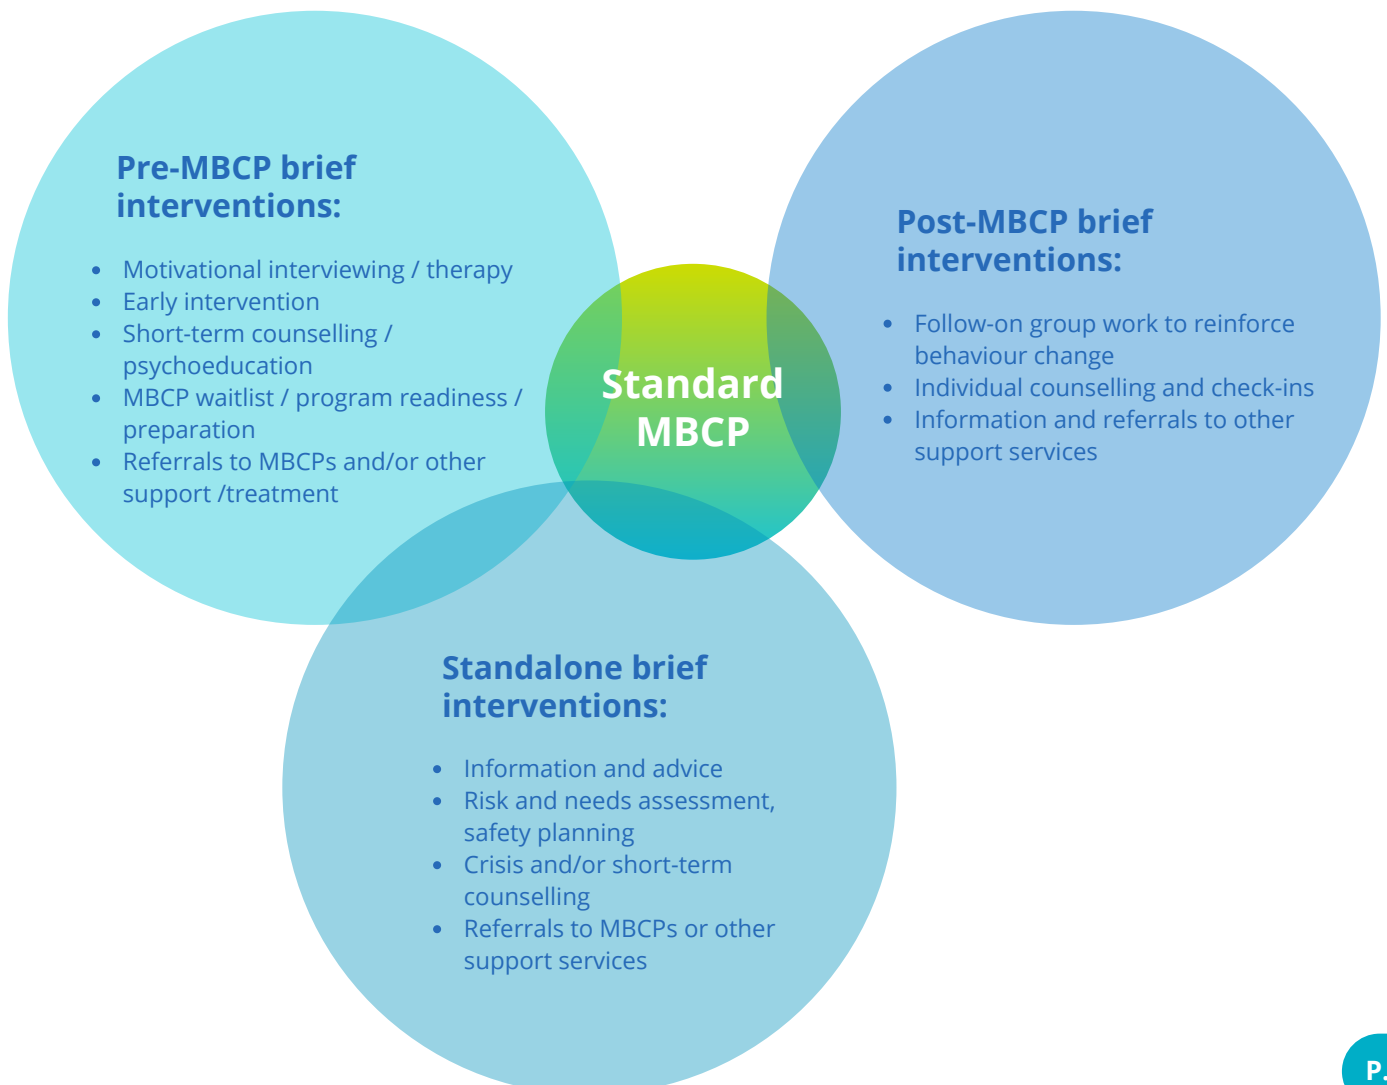 Pre-MBCP brief
interventions:
• Motivational interviewing / therapy
• Early intervention
• Short-term counselling /
psychoeducation
• MBCP waitlist / program readiness /
preparation
• Referrals to MBCPs and/or other
support /treatment
Standard
MBCP
Post-MBCP brief
interventions:
• Follow-on group work to reinforce
behaviour change
• Individual counselling and check-ins
• Information and referrals to other
support services
Standalone brief
interventions:
• Information and advice
• Risk and needs assessment,
safety planning
• Crisis and/or short-term
counselling
• Referrals to MBCPs or other
support services
P.